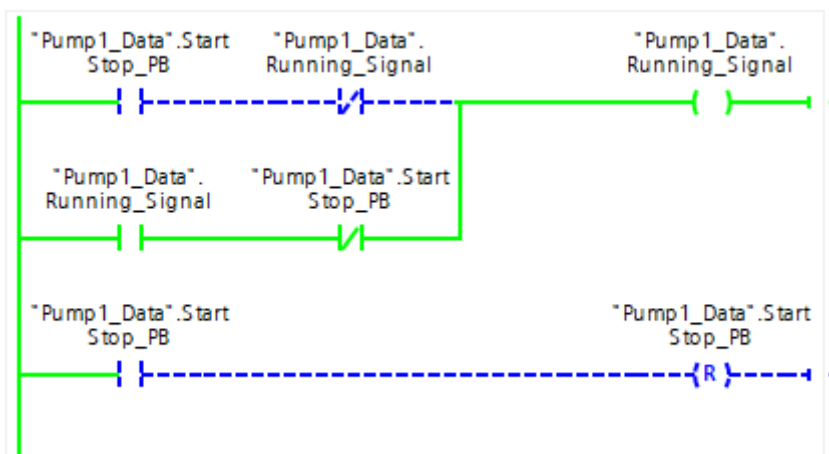 "Pump1_Data".Start
Stop_PB
"Pump1_Data".
Running_Signal
"Pump1_Data".
Running_Signal
"Pump1_Data".
Running_Signal
"Pump1_Data".Start
Stop_PB
"Pump1_Data".Start
Stop_PB
"Pump1_Data".Start
Stop_PB
R